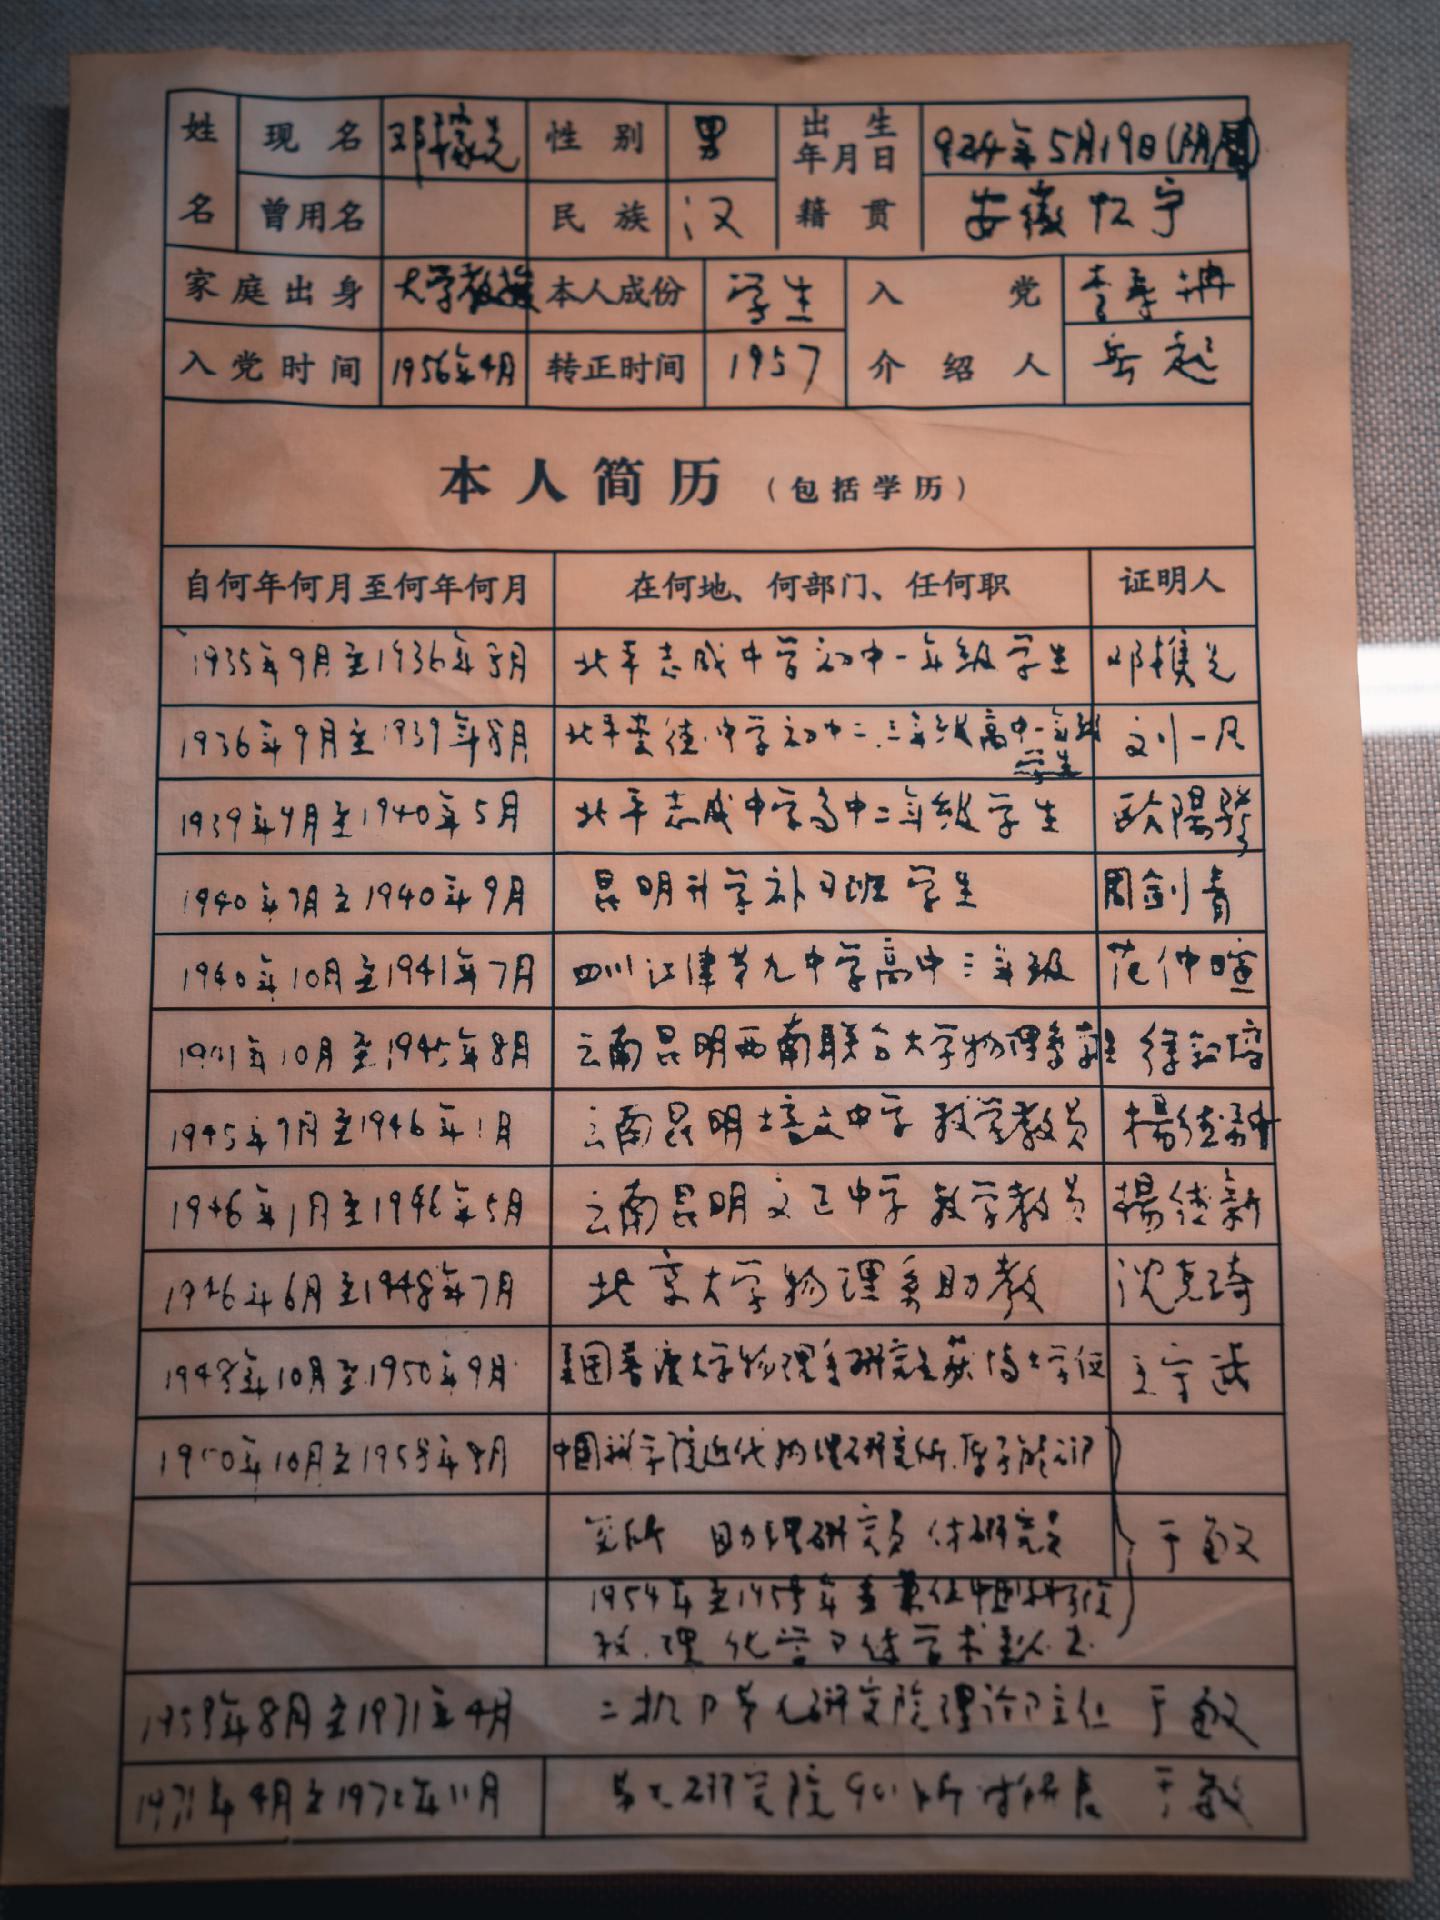 姓名 现名 邓稼先 性别 男 出生年月日 1924年5月19日(阴历)
曾用名 民族 汉 籍贯 安徽怀宁
家庭出身 大学教授 本人成份 学生 入党介绍人 李寿枬
入党时间 1956年4月 转正时间 1957 岳起
本人简历(包括学历)
自何年何月至何年何月 在何地、何部门、任何职 证明人
1935年9月至1936年8月 北平志成中学初中一年级学生 邓槜先
1936年9月至1939年8月 北平崇德中学初中二.三年级高中一年级学生 刘一凡
1939年9月至1940年5月 北平志成中学高中二年级学生 欧陽
1940年7月至1940年9月 昆明升学补习班学生 周剑青
1940年10月至1941年7月 四川江津第九中学高中三年级 范仲暄
1941年10月至1945年8月 云南昆明西南联合大学物理系学生 徐
1945年9月至1946年1月 云南昆明培文中学数学教员 楊德新
1946年1月至1946年5月 云南昆明文正中学数学教员 楊德新
1946年6月至1948年7月 北京大学物理系助教 沈克琦
1948年10月至1950年9月 美国普渡大学物理系研究生获博士学位
1950年10月至1958年8月 中国科学院近代物理研究所.原子能研
究所 助理研究员 付研究员 于敏
1954年至1958年 兼任中国科学院
数.理.化学部
1958年8月至1971年4月 二机部第九研究院理论部主任 于敏
1971年4月至1972年11月 第九研究院901所付所长 于敏